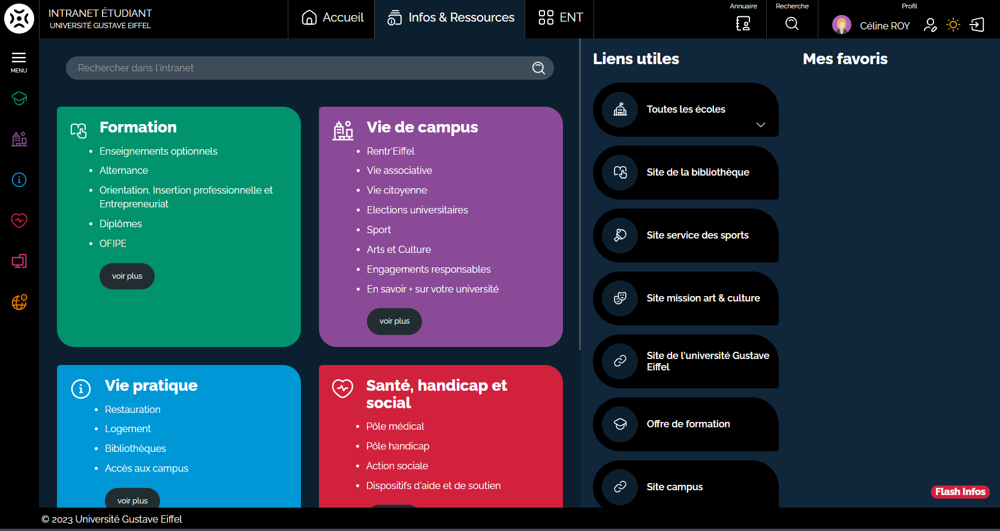 INTRANET ÉTUDIANT
UNIVERSITÉ GUSTAVE EIFFEL
Accueil
Infos & Ressources
ENT
Annuaire
Recherche
Profil
Céline ROY
MENU
Rechercher dans l'intranet
Formation
• Enseignements optionnels
• Alternance
• Orientation, Insertion professionnelle et
Entrepreneuriat
• Diplômes
• OFIPE
voir plus
Vie de campus
• Rentr'Eiffel
• Vie associative
• Vie citoyenne
• Elections universitaires
• Sport
• Arts et Culture
• Engagements responsables
• En savoir + sur votre université
voir plus
Vie pratique
• Restauration
• Logement
• Bibliothèques
• Accès aux campus
voir plus
Santé, handicap et
social
• Pôle médical
• Pôle handicap
• Action sociale
• Dispositifs d'aide et de soutien
Liens utiles
Toutes les écoles
Site de la bibliothèque
Site service des sports
Site mission art & culture
Site de l'université Gustave
Eiffel
Offre de formation
Site campus
Mes favoris
Flash Infos
© 2023 Université Gustave Eiffel